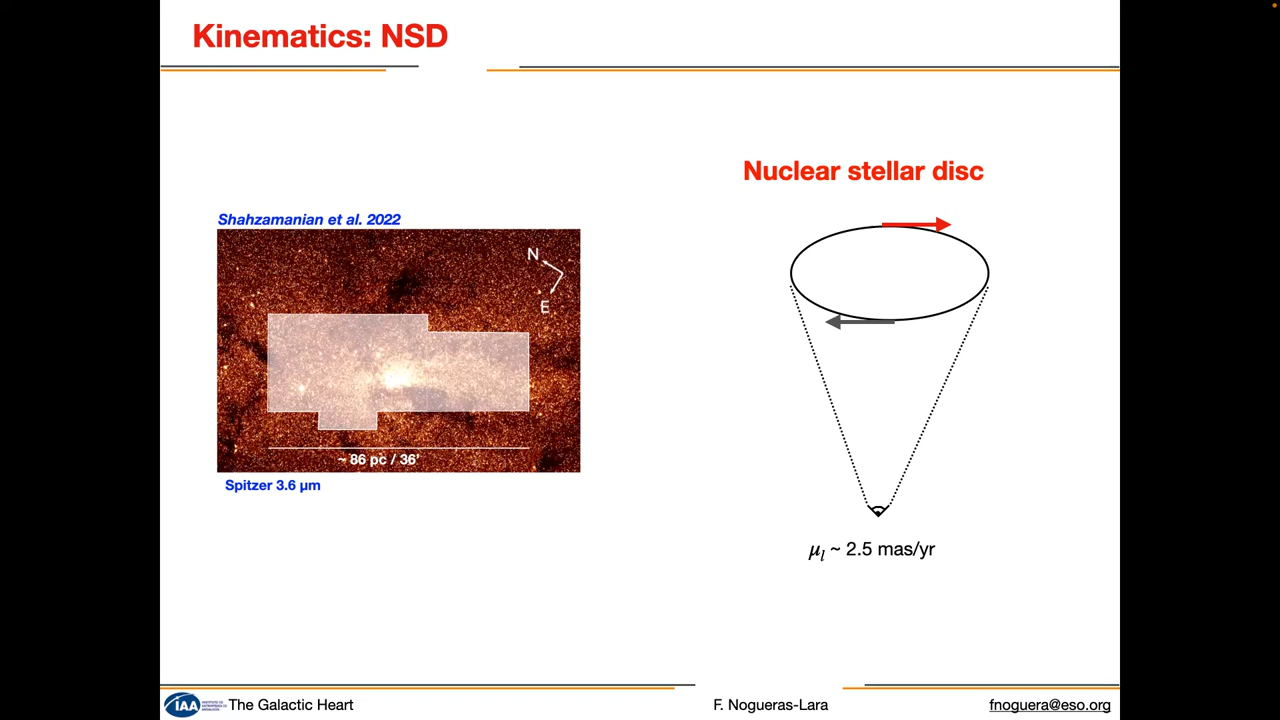 Kinematics: NSD
Nuclear stellar disc
Shahzamanian et al. 2022
N
E
~ 86 pc / 36'
Spitzer 3.6 μm
μl ~ 2.5 mas/yr
IAA
The Galactic Heart
F. Nogueras-Lara
fnoguera@eso.org